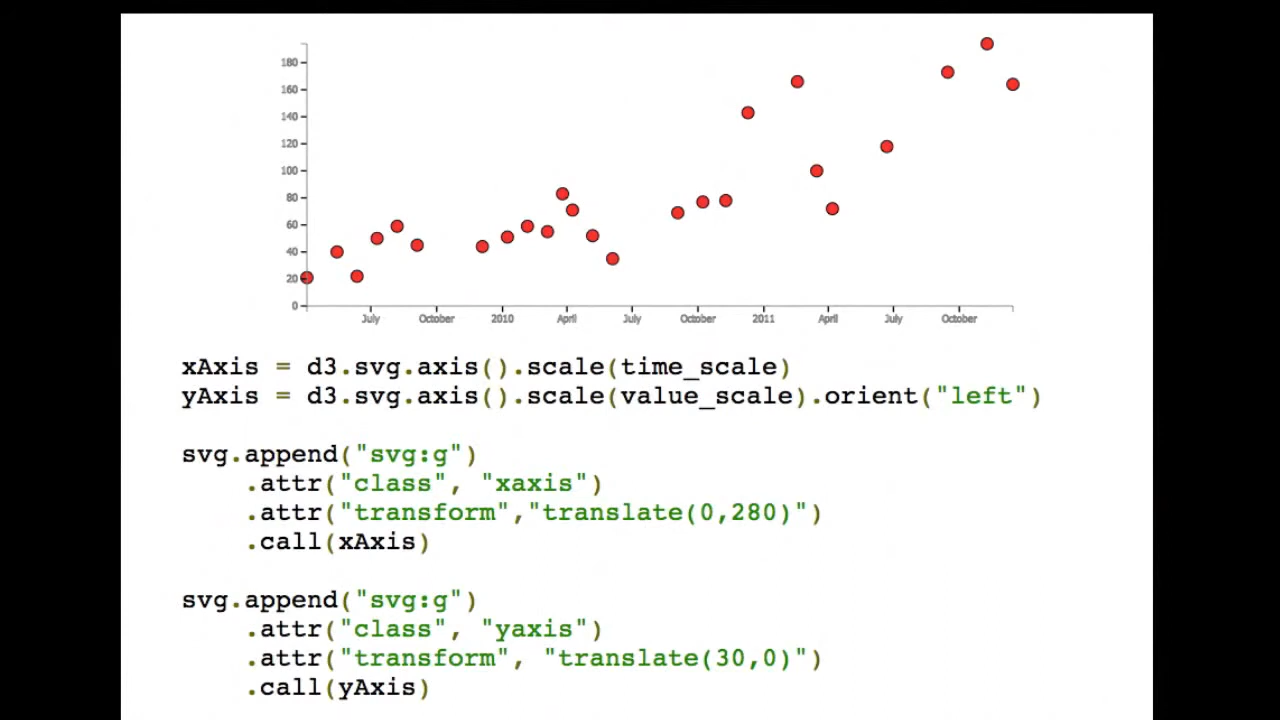 180
160
140
120
100
80
60
40
20
0
July October 2010 April July October 2011 April July October
xAxis = d3.svg.axis().scale(time_scale)
yAxis = d3.svg.axis().scale(value_scale).orient("left")
svg.append("svg:g")
.attr("class", "xaxis")
.attr("transform","translate(0,280)")
.call(xAxis)
svg.append("svg:g")
.attr("class", "yaxis")
.attr("transform", "translate(30,0)")
.call(yAxis)